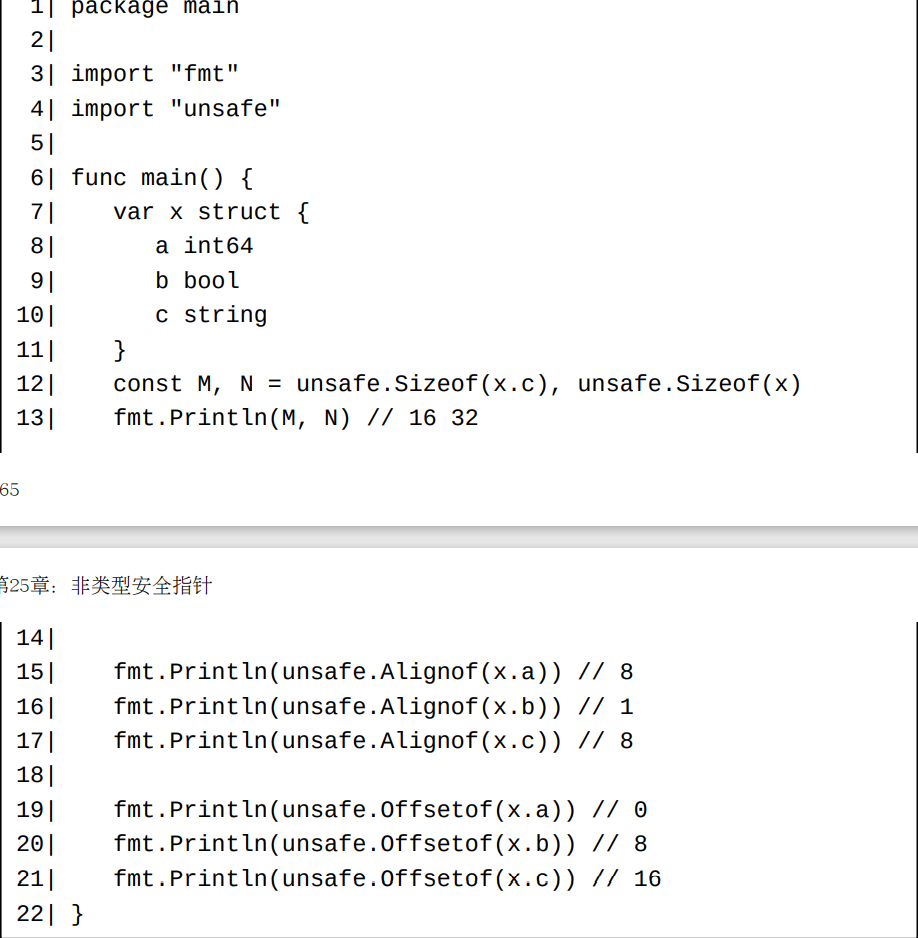 1| package main
2|
3| import "fmt"
4| import "unsafe"
5|
6| func main() {
7|    var x struct {
8|       a int64
9|       b bool
10|       c string
11|    }
12|    const M, N = unsafe.Sizeof(x.c), unsafe.Sizeof(x)
13|    fmt.Println(M, N) // 16 32
65
第25章：非类型安全指针
14|
15|    fmt.Println(unsafe.Alignof(x.a)) // 8
16|    fmt.Println(unsafe.Alignof(x.b)) // 1
17|    fmt.Println(unsafe.Alignof(x.c)) // 8
18|
19|    fmt.Println(unsafe.Offsetof(x.a)) // 0
20|    fmt.Println(unsafe.Offsetof(x.b)) // 8
21|    fmt.Println(unsafe.Offsetof(x.c)) // 16
22| }